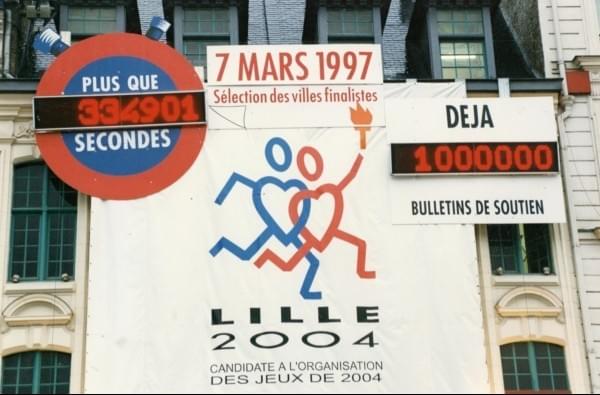 PLUS QUE
334901
SECONDES
7 MARS 1997
Sélection des villes finalistes
DEJA
1000000
BULLETINS DE SOUTIEN
LILLE
2004
CANDIDATE A L'ORGANISATION
DES JEUX DE 2004